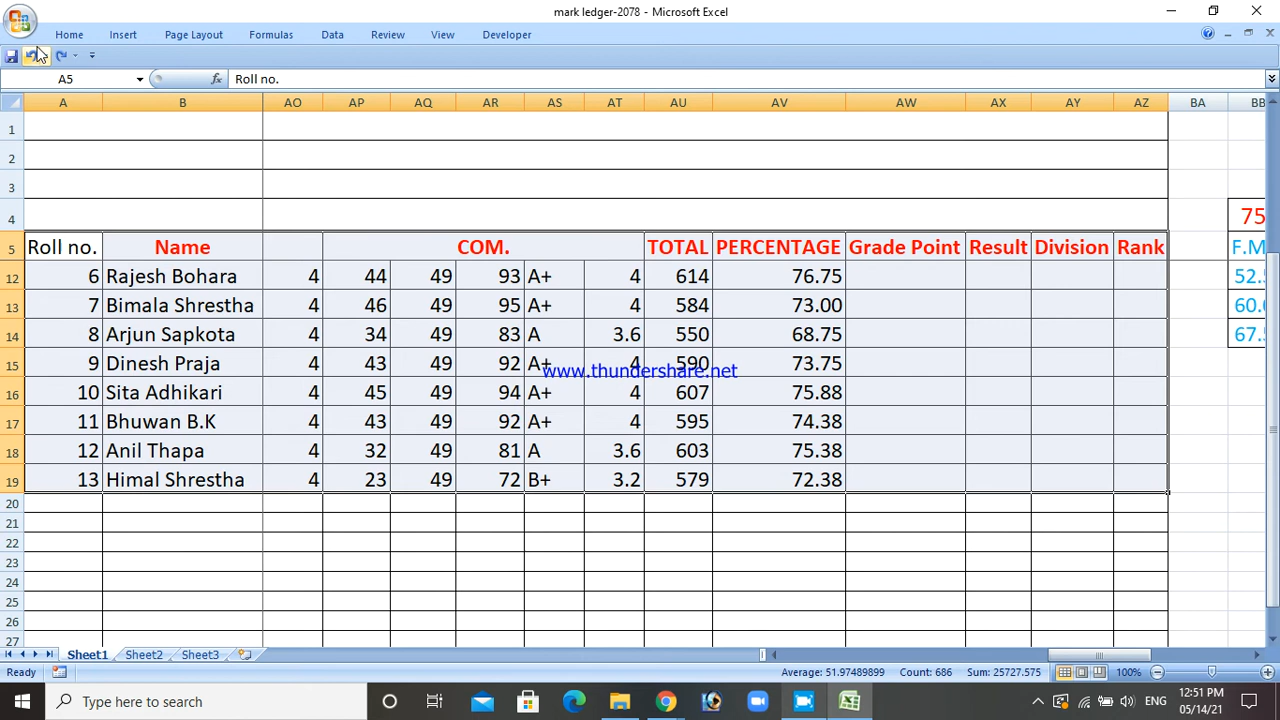 mark ledger-2078 - Microsoft Excel
Home Insert Page Layout Formulas Data Review View Developer
A5 fx Roll no.
A B AO AP AQ AR AS AT AU AV AW AX AY AZ BA BB
1
2
3
4 75
5 Roll no. Name COM. TOTAL PERCENTAGE Grade Point Result Division Rank F.M
12 6 Rajesh Bohara 4 44 49 93 A+ 4 614 76.75 52.5
13 7 Bimala Shrestha 4 46 49 95 A+ 4 584 73.00 60.0
14 8 Arjun Sapkota 4 34 49 83 A 3.6 550 68.75 67.5
15 9 Dinesh Praja 4 43 49 92 A+ 4 590 73.75
www.thundershare.net
16 10 Sita Adhikari 4 45 49 94 A+ 4 607 75.88
17 11 Bhuwan B.K 4 43 49 92 A+ 4 595 74.38
18 12 Anil Thapa 4 32 49 81 A 3.6 603 75.38
19 13 Himal Shrestha 4 23 49 72 B+ 3.2 579 72.38
20
21
22
23
24
25
26
27
Sheet1 Sheet2 Sheet3
Ready Average: 51.97489899 Count: 686 Sum: 25727.575 100%
Type here to search ENG 12:51 PM
05/14/21